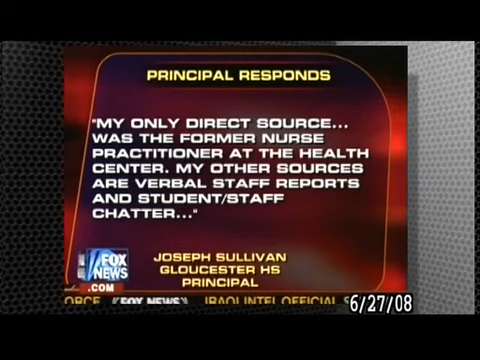 PRINCIPAL RESPONDS
"MY ONLY DIRECT SOURCE...
WAS THE FORMER NURSE
PRACTITIONER AT THE HEALTH
CENTER. MY OTHER SOURCES
ARE VERBAL STAFF REPORTS
AND STUDENT/STAFF
CHATTER..."
JOSEPH SULLIVAN
GLOUCESTER HS
PRINCIPAL
FOX
NEWS
.COM
ORCE FOX NEWS IRAQI INTEL OFFICIAL S
6/27/08